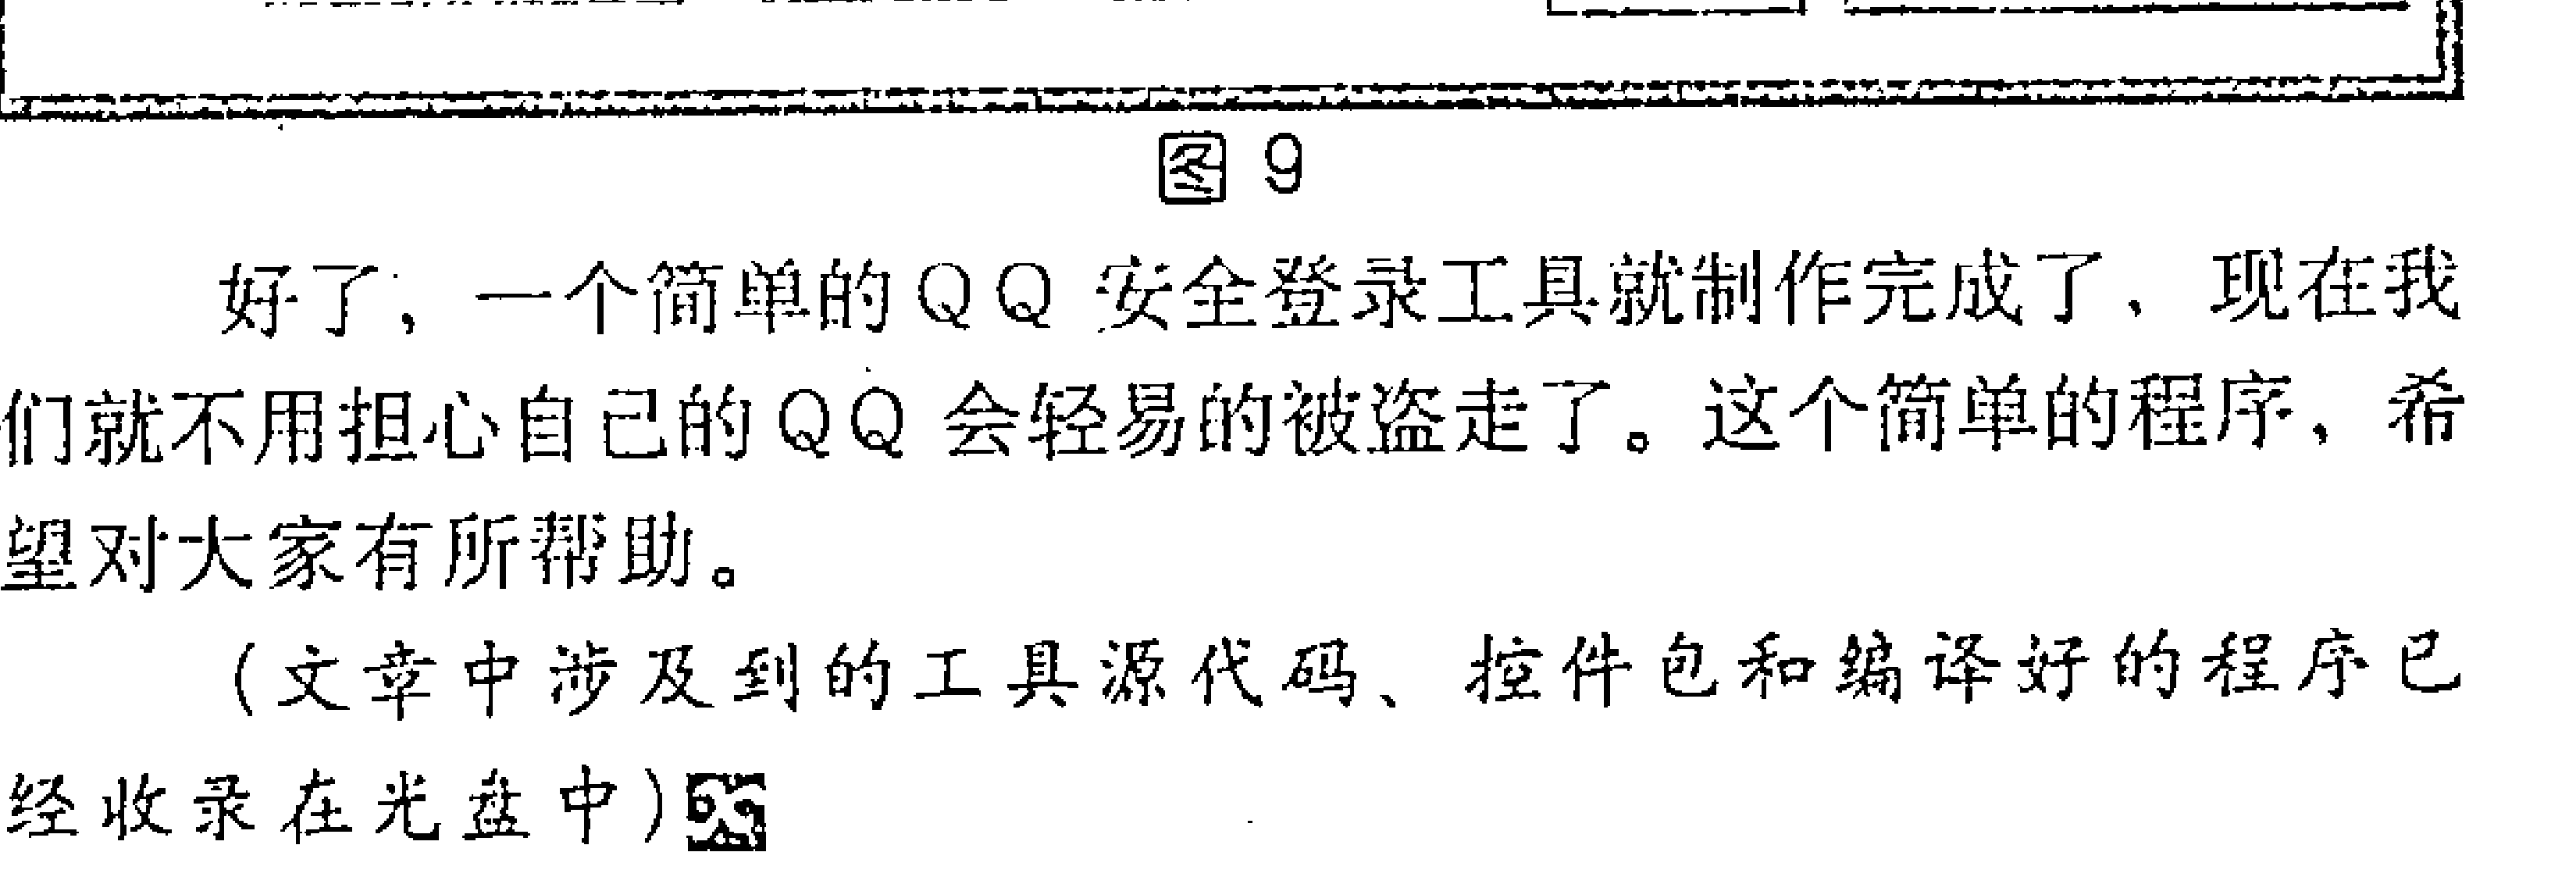 图 9
好了，一个简单的QQ 安全登录工具就制作完成了，现在我
们就不用担心自己的QQ 会轻易的被盗走了。这个简单的程序，希
望对大家有所帮助。
(文章中涉及到的工具源代码、控件包和编译好的程序已
经收录在光盘中)